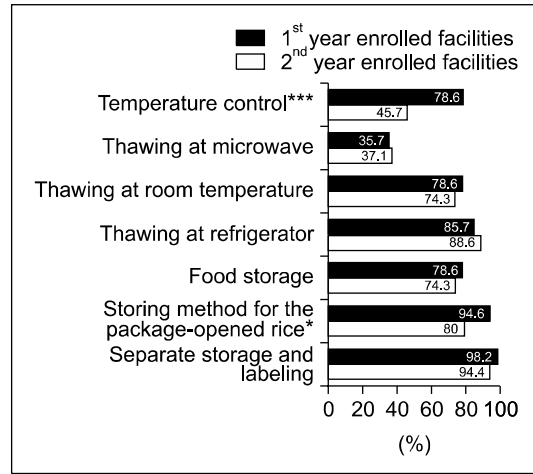 1st year enrolled facilities
2nd year enrolled facilities
Temperature control***
78.6
45.7
Thawing at microwave
35.7
37.1
Thawing at room temperature
78.6
74.3
Thawing at refrigerator
85.7
88.6
Food storage
78.6
74.3
Storing method for the
package-opened rice*
94.6
80
Separate storage and
labeling
98.2
94.4
0 20 40 60 80 100
(%)